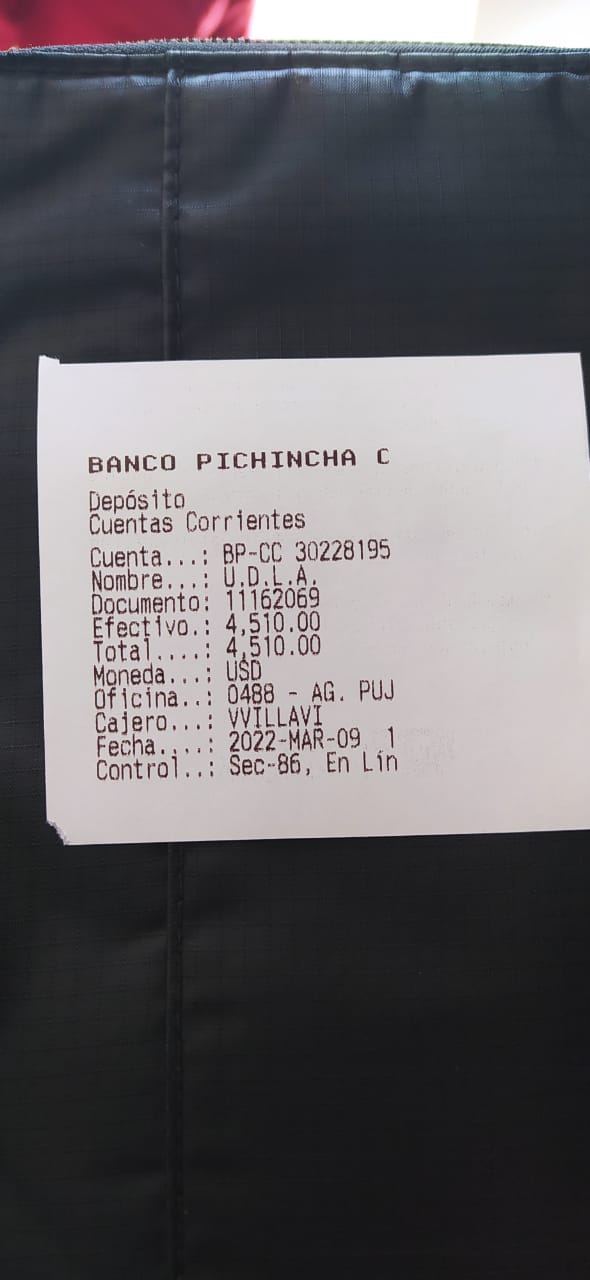 BANCO PICHINCHA C
Depósito
Cuentas Corrientes
Cuenta...: BP-CC 30228195
Nombre...: U.D.L.A.
Documento: 11162069
Efectivo.: 4,510.00
Total....: 4,510.00
Moneda...: USD
Oficina..: 0488 - AG. PUJ
Cajero...: VVILLAVI
Fecha....: 2022-MAR-09 1
Control..: Sec-86, En Lín